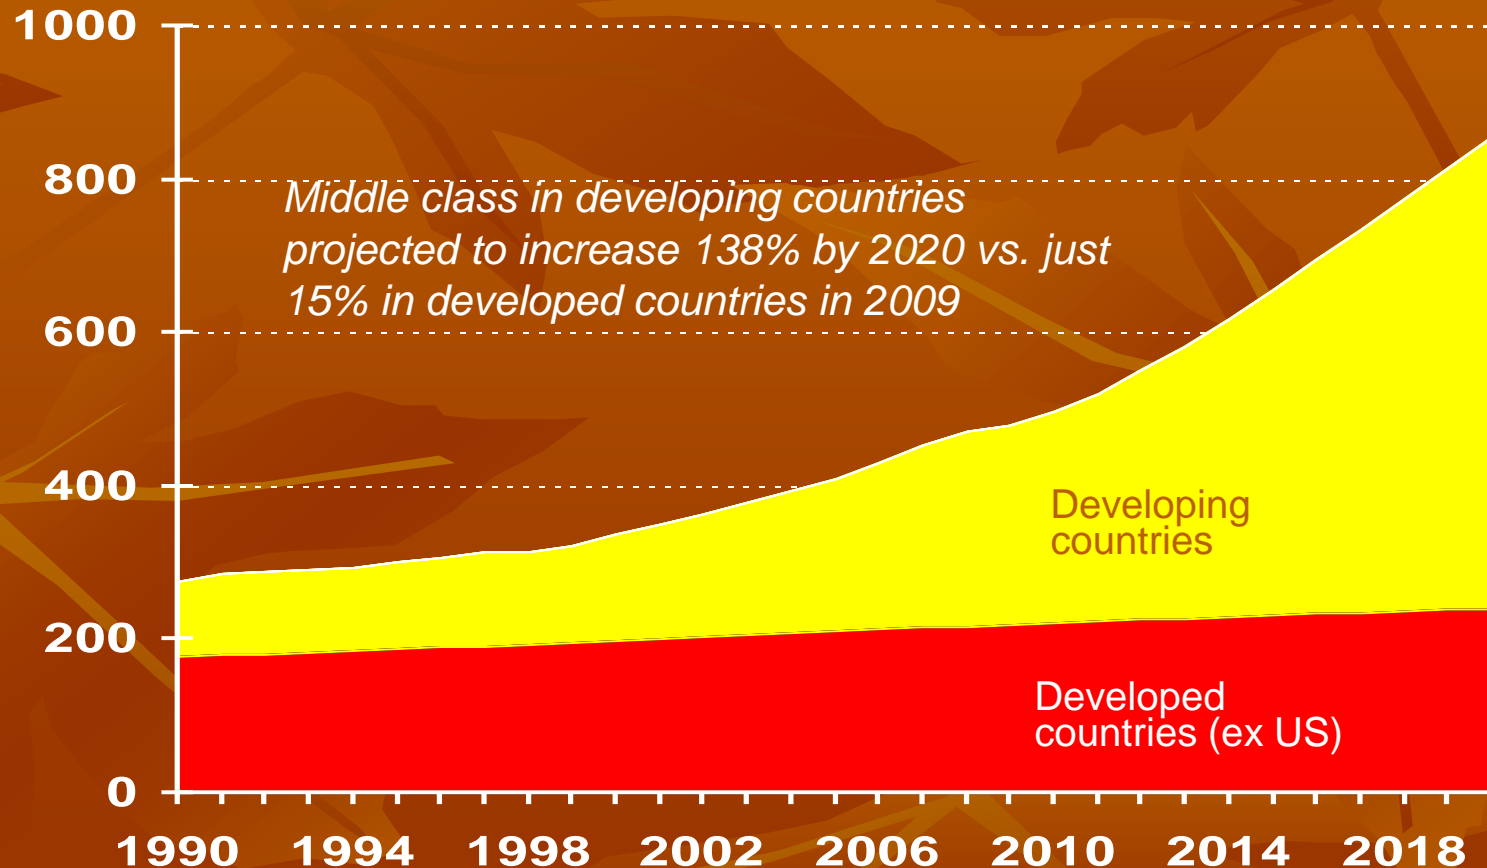 1000
800
Middle class in developing countries
projected to increase 138% by 2020 vs. just
15% in developed countries in 2009
600
400
Developing
countries
200
Developed
countries (ex US)
0
1990 1994 1998 2002 2006 2010 2014 2018